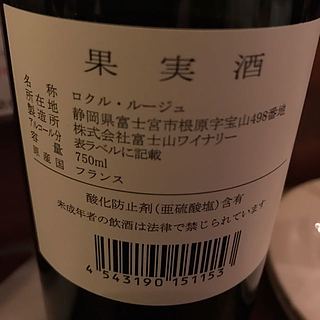 果実酒
名称 ロクル・ルージュ
所在地 静岡県富士宮市根原字宝山498番地
製造所 株式会社富士山ワイナリー
アルコール分 表ラベルに記載
容量 750ml
原産国 フランス
酸化防止剤(亜硫酸塩)含有
未成年者の飲酒は法律で禁じられています
4 543190 151153